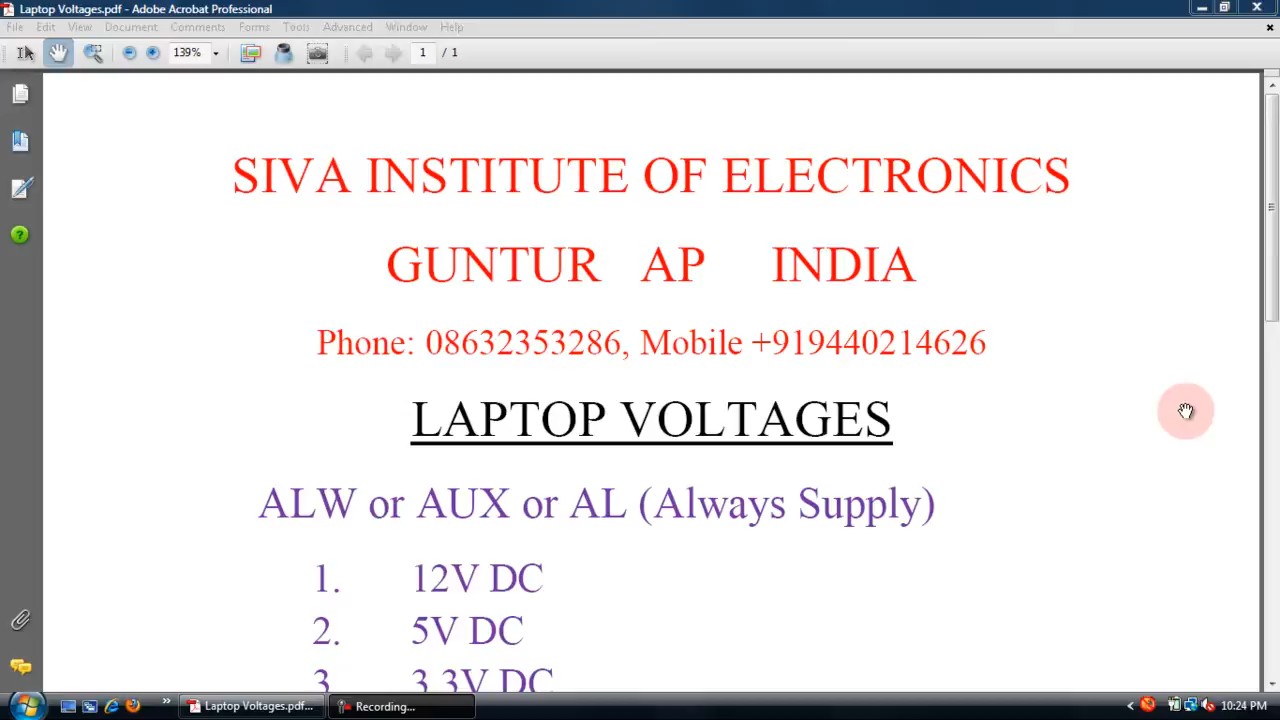 Laptop Voltages.pdf - Adobe Acrobat Professional
File Edit View Document Comments Forms Tools Advanced Window Help
139% 1 / 1
SIVA INSTITUTE OF ELECTRONICS
GUNTUR AP INDIA
Phone: 08632353286, Mobile +919440214626
LAPTOP VOLTAGES
ALW or AUX or AL (Always Supply)
1. 12V DC
2. 5V DC
3. 3.3V DC
Laptop Voltages.pdf... Recording... 10:24 PM